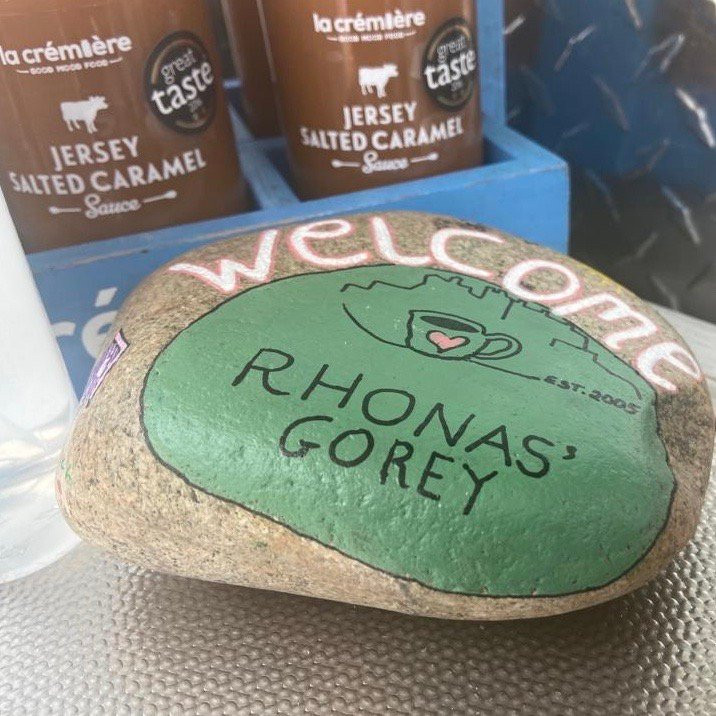 la crémière
GOOD MOOD FOOD
great
taste
JERSEY
SALTED CARAMEL
Sauce
la crémière
GOOD MOOD FOOD
great
taste
JERSEY
SALTED CARAMEL
Sauce
ré
WELCOME
EST. 2005
RHONAS'
GOREY